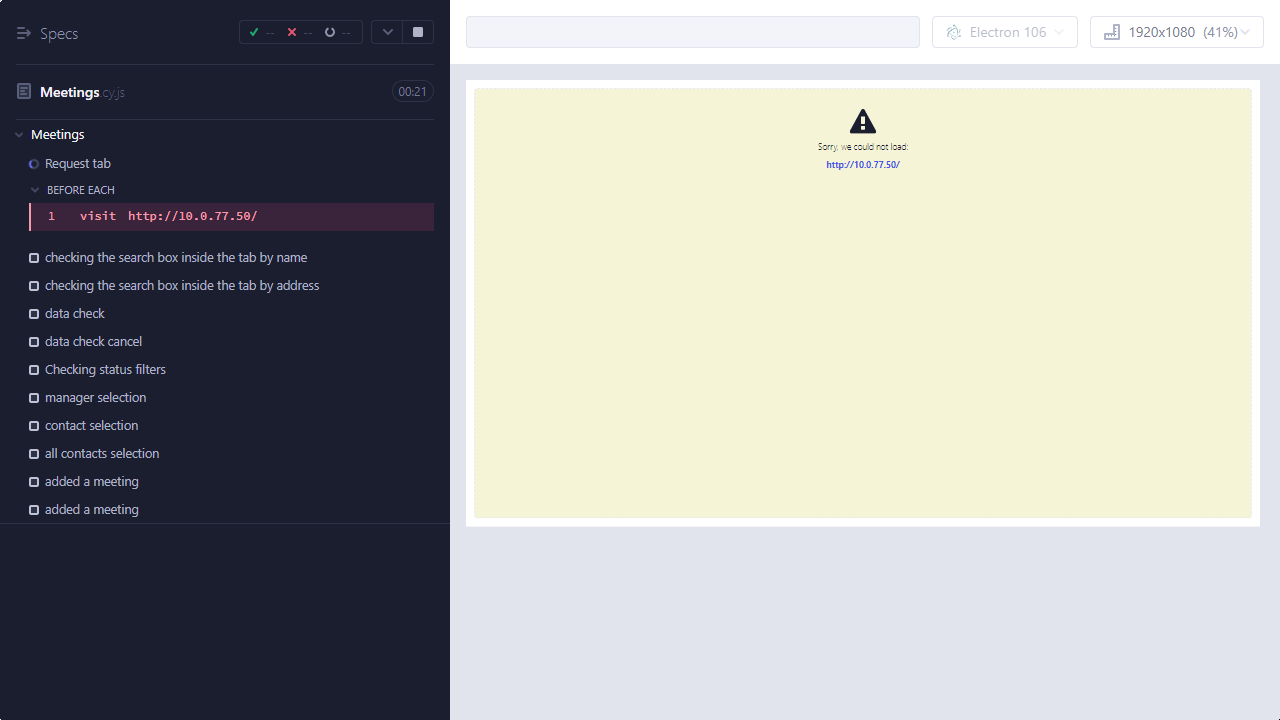 Specs
--
--
--
Meetings cy.js
00:21
Meetings
Request tab
BEFORE EACH
1 visit http://10.0.77.50/
checking the search box inside the tab by name
checking the search box inside the tab by address
data check
data check cancel
Checking status filters
manager selection
contact selection
all contacts selection
added a meeting
added a meeting
Electron 106
1920x1080 (41%)
Sorry, we could not load:
http://10.0.77.50/